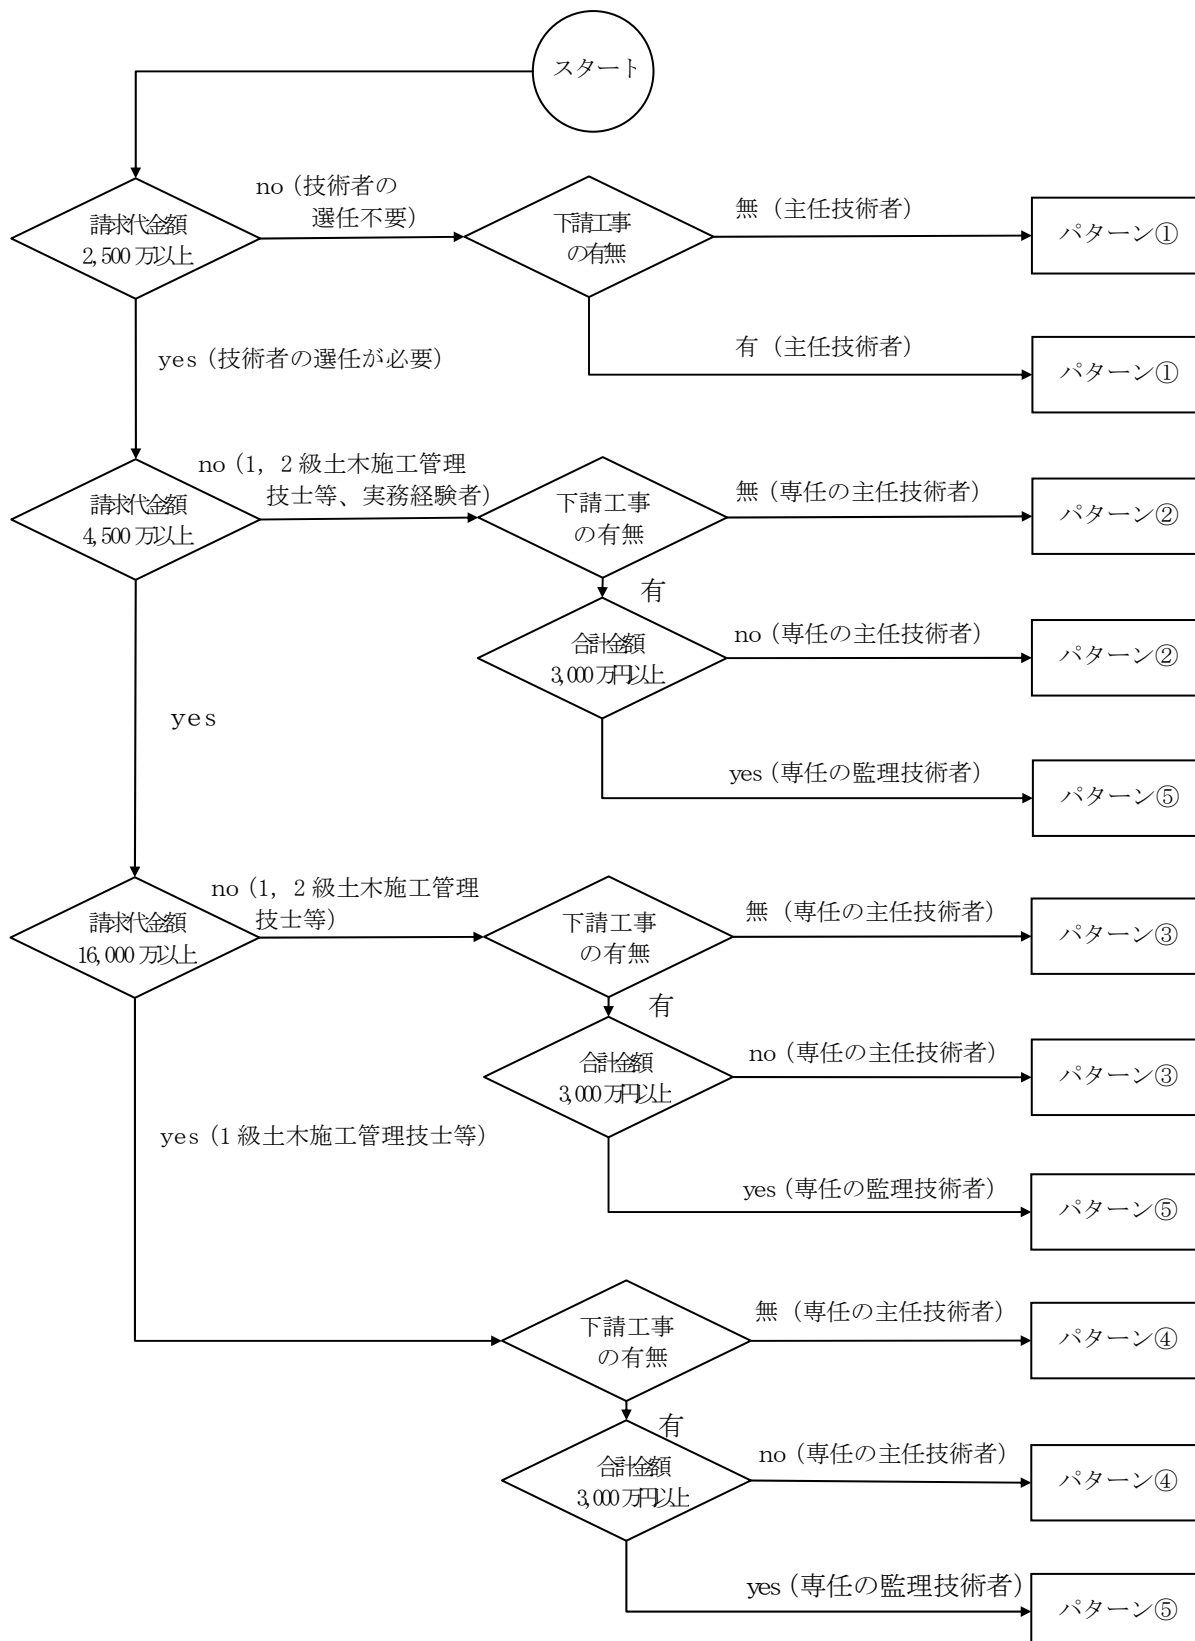 スタート
no（技術者の
選任不要）
請求代金額
2,500 万以上
下請工事
の有無
無（主任技術者）
パターン①
有（主任技術者）
パターン①
yes（技術者の選任が必要）
no（1，2 級土木施工管理
技士等、実務経験者）
請求代金額
4,500 万以上
下請工事
の有無
無（専任の主任技術者）
パターン②
有
合計金額
3,000 万円以上
no（専任の主任技術者）
パターン②
yes
yes（専任の監理技術者）
パターン⑤
no（1，2 級土木施工管理
技士等）
請求代金額
16,000 万以上
下請工事
の有無
無（専任の主任技術者）
パターン③
有
合計金額
3,000 万円以上
no（専任の主任技術者）
パターン③
yes（1 級土木施工管理技士等）
yes（専任の監理技術者）
パターン⑤
下請工事
の有無
無（専任の主任技術者）
パターン④
有
合計金額
3,000 万円以上
no（専任の主任技術者）
パターン④
yes（専任の監理技術者）
パターン⑤